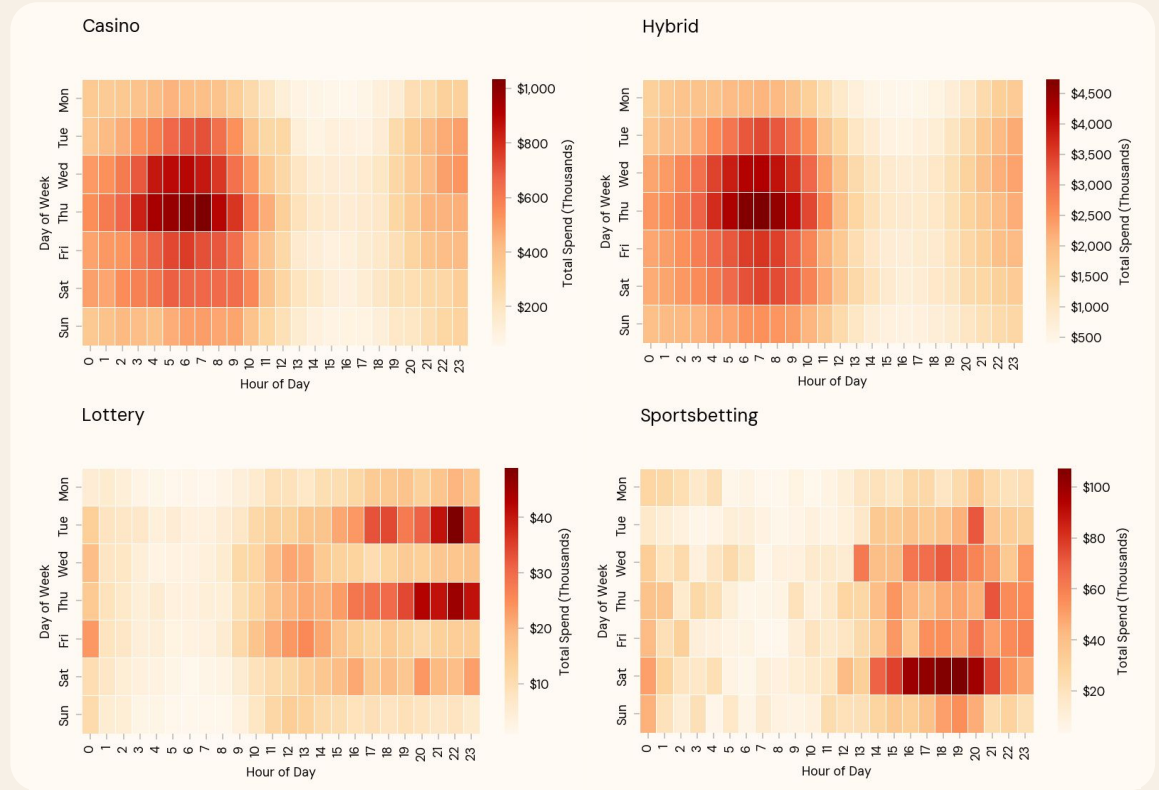 Casino
Mon
Tue
Wed
Thu
Fri
Sat
Sun
Day of Week
0 1 2 3 4 5 6 7 8 9 10 11 12 13 14 15 16 17 18 19 20 21 22 23
Hour of Day
$1,000
$800
$600
$400
$200
Total Spend (Thousands)
Hybrid
Mon
Tue
Wed
Thu
Fri
Sat
Sun
Day of Week
0 1 2 3 4 5 6 7 8 9 10 11 12 13 14 15 16 17 18 19 20 21 22 23
Hour of Day
$4,500
$4,000
$3,500
$3,000
$2,500
$2,000
$1,500
$1,000
$500
Total Spend (Thousands)
Lottery
Mon
Tue
Wed
Thu
Fri
Sat
Sun
Day of Week
0 1 2 3 4 5 6 7 8 9 10 11 12 13 14 15 16 17 18 19 20 21 22 23
Hour of Day
$40
$30
$20
$10
Total Spend (Thousands)
Sportsbetting
Mon
Tue
Wed
Thu
Fri
Sat
Sun
Day of Week
0 1 2 3 4 5 6 7 8 9 10 11 12 13 14 15 16 17 18 19 20 21 22 23
Hour of Day
$100
$80
$60
$40
$20
Total Spend (Thousands)